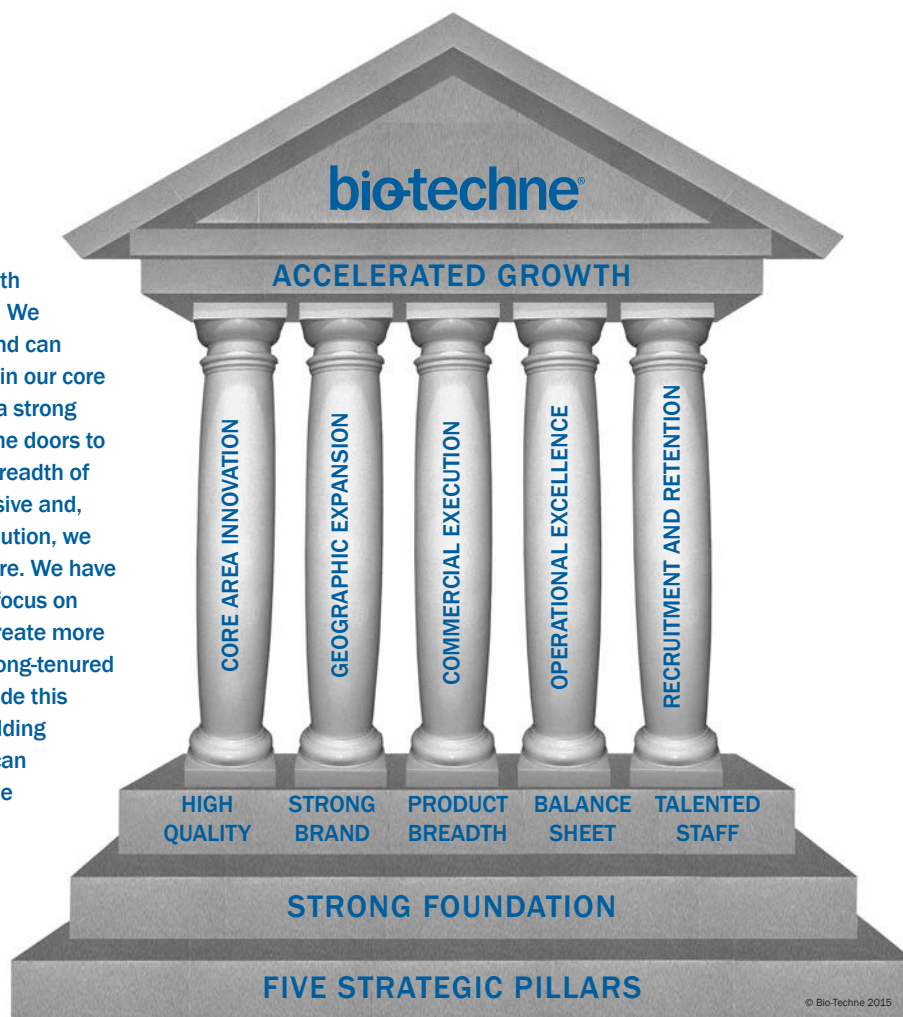 bio-techne®
ACCELERATED GROWTH
th
We
nd can
in our core
a strong
he doors to
readth of
sive and,
ution, we
re. We have
focus on
reate more
ong-tenured
de this
lding
can
e
CORE AREA INNOVATION
GEOGRAPHIC EXPANSION
COMMERCIAL EXECUTION
OPERATIONAL EXCELLENCE
RECRUITMENT AND RETENTION
HIGH QUALITY
STRONG BRAND
PRODUCT BREADTH
BALANCE SHEET
TALENTED STAFF
STRONG FOUNDATION
FIVE STRATEGIC PILLARS
© Bio-Techne 2015